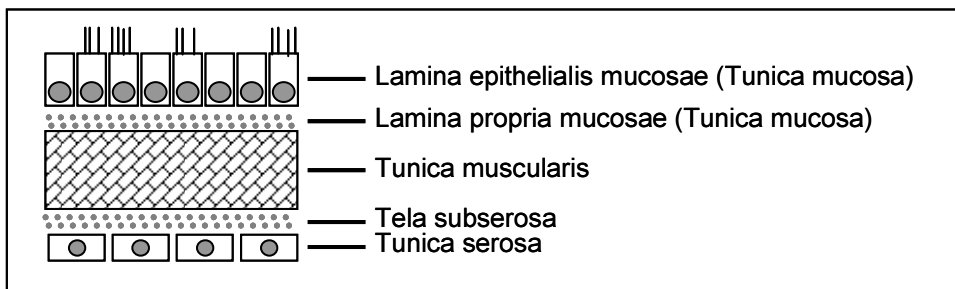 Lamina epithelialis mucosae (Tunica mucosa)
Lamina propria mucosae (Tunica mucosa)
Tunica muscularis
Tela subserosa
Tunica serosa